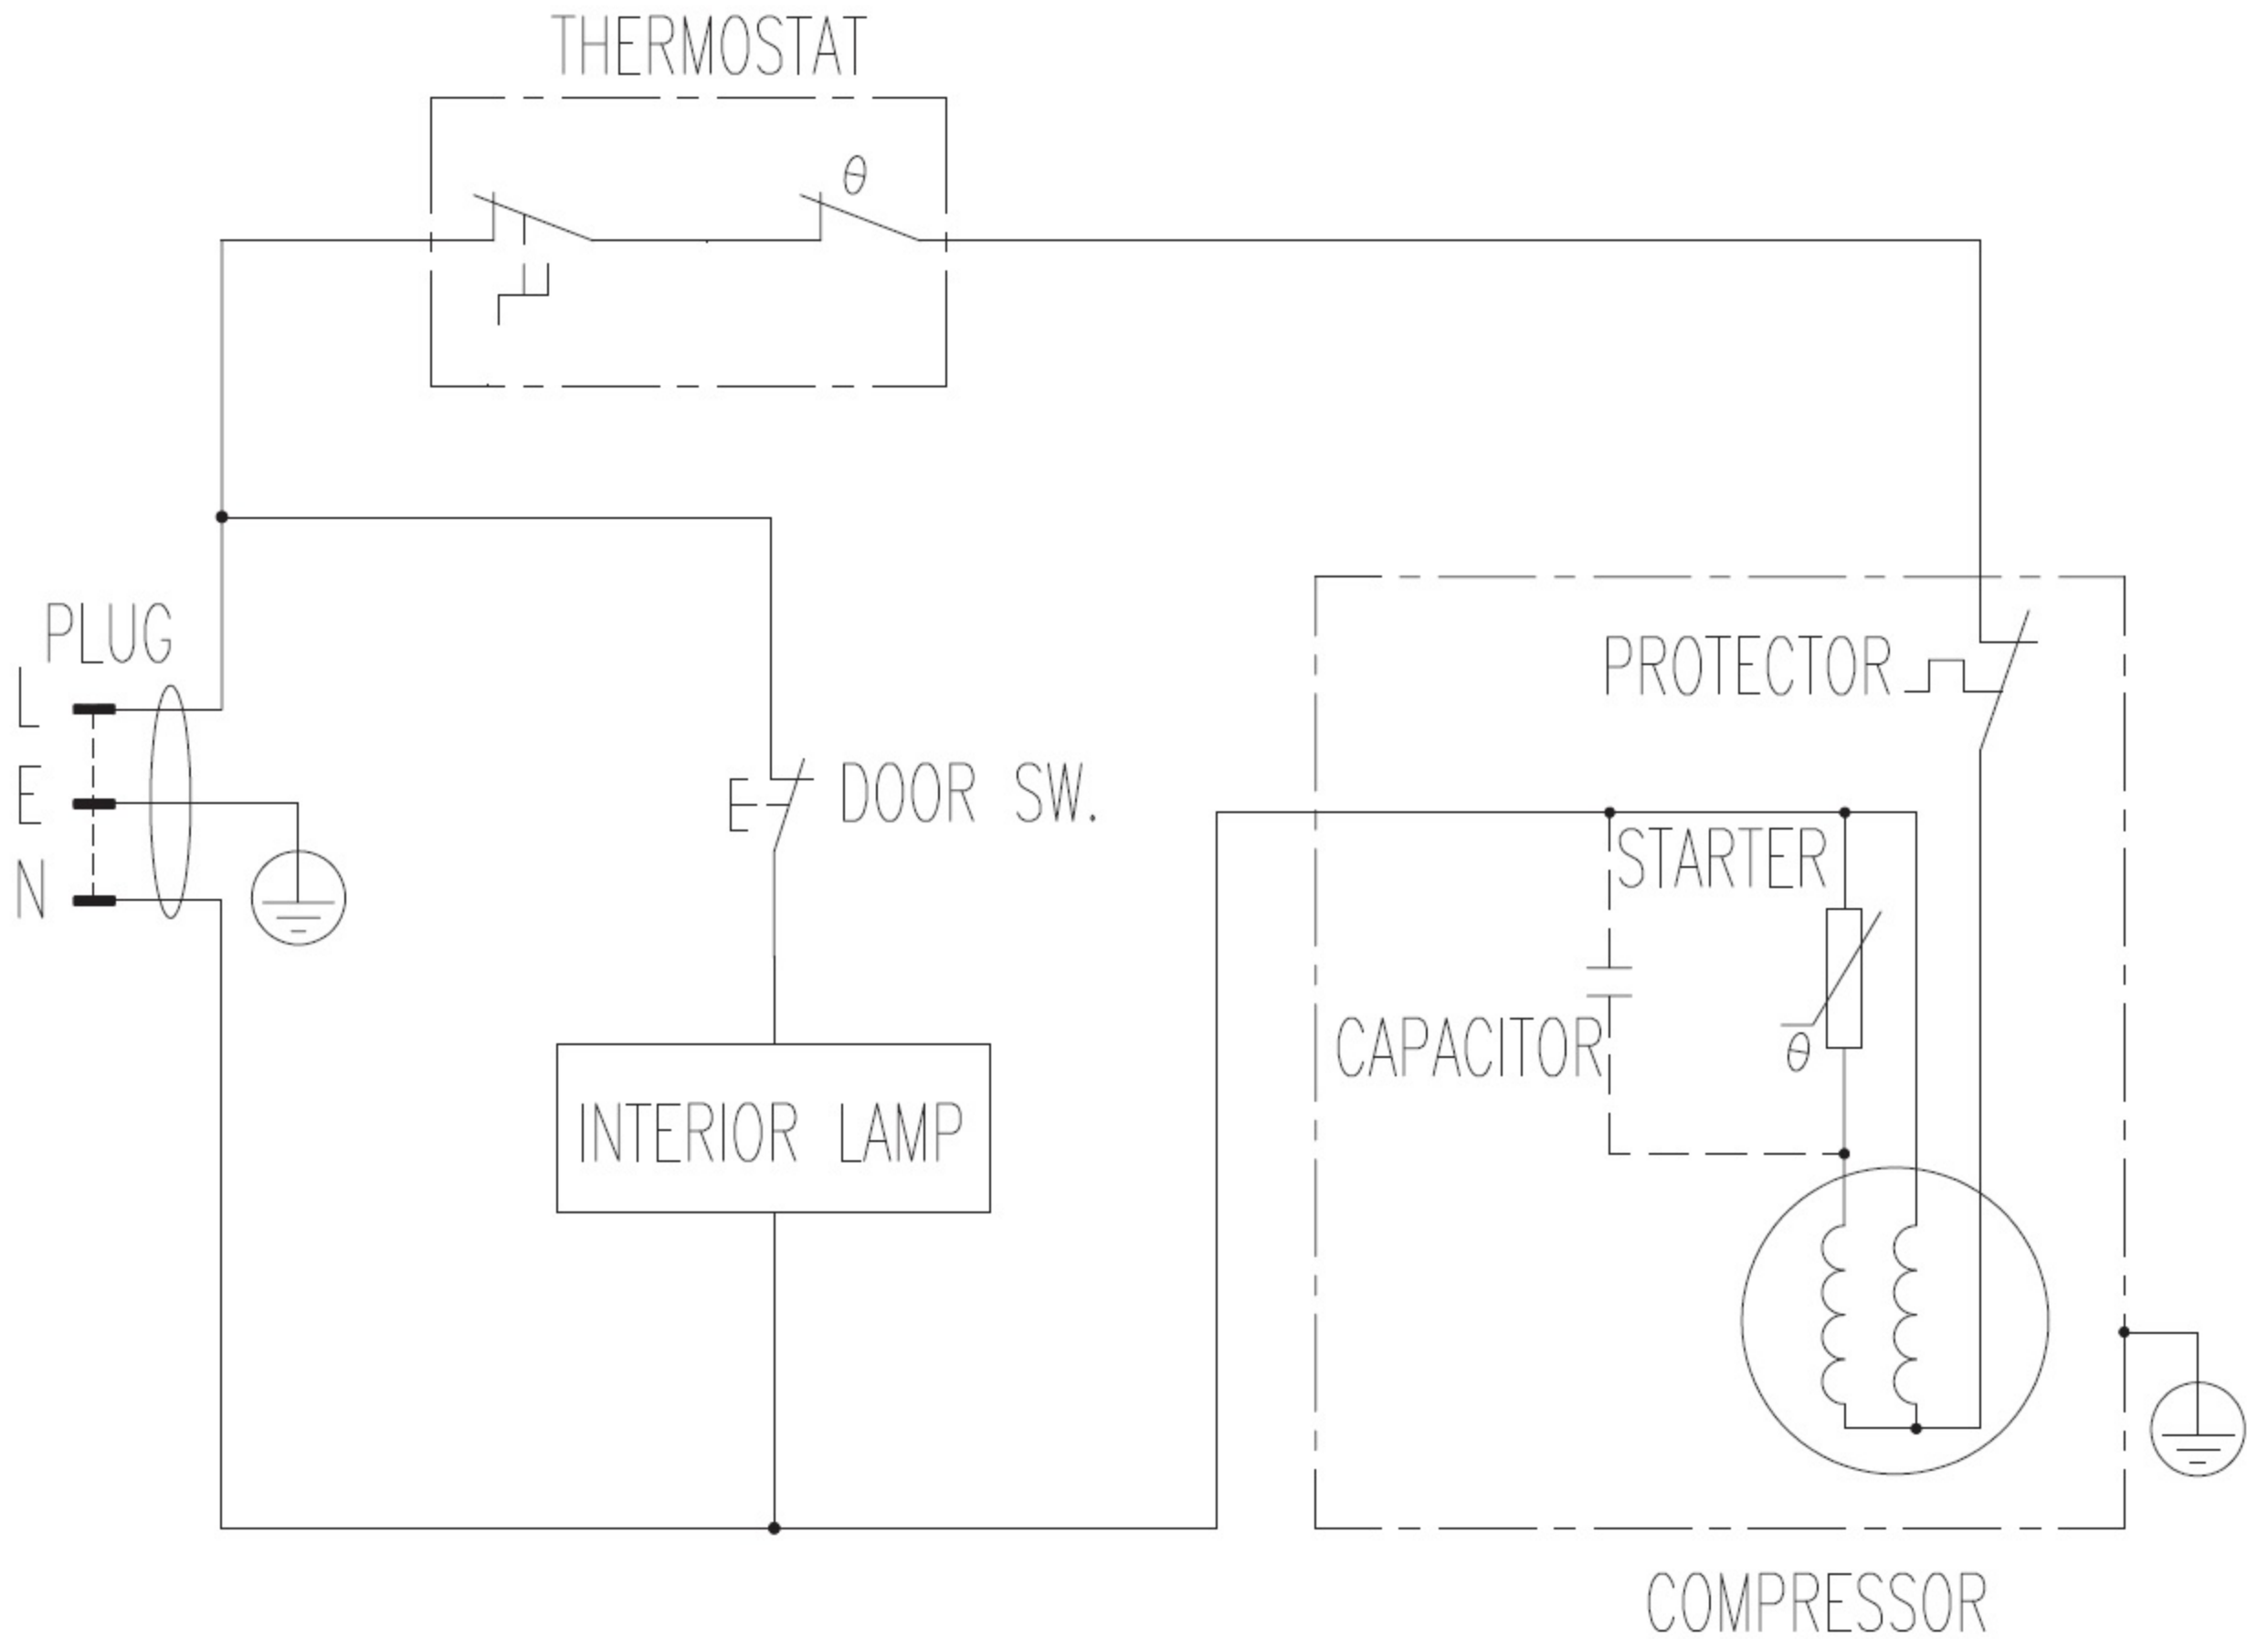 THERMOSTAT
θ
PLUG
L
E
N
DOOR SW.
INTERIOR LAMP
PROTECTOR
STARTER
CAPACITOR
θ
COMPRESSOR